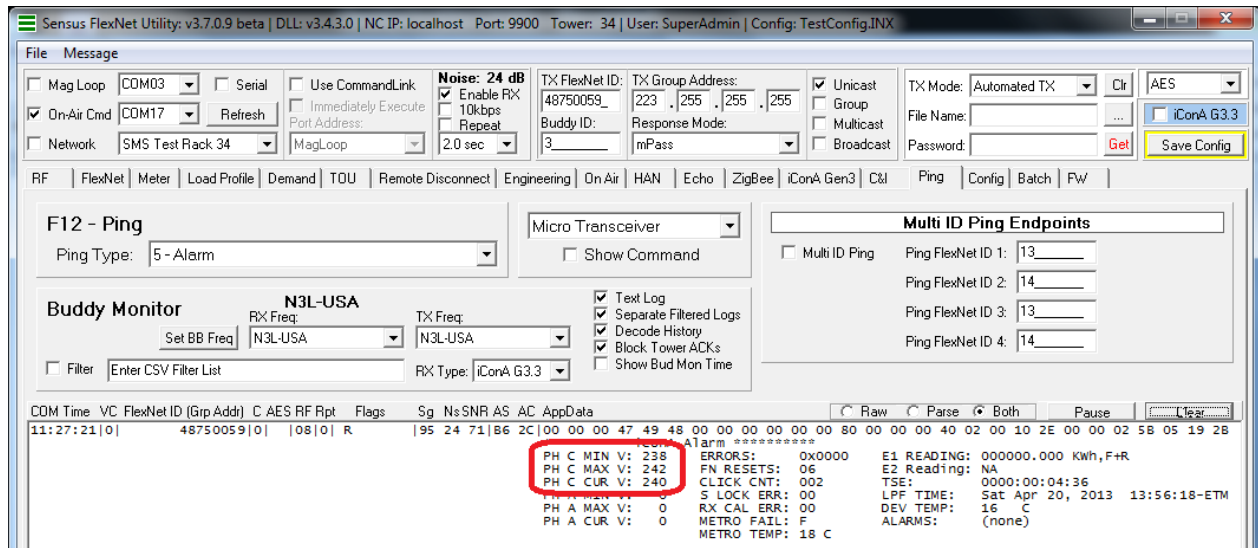 Sensus FlexNet Utility: v3.7.0.9 beta | DLL: v3.4.3.0 | NC IP: localhost Port: 9900 Tower: 34 | User: SuperAdmin | Config: TestConfig.INX
File Message
Mag Loop COM03 Serial Use CommandLink Noise: 24 dB TX FlexNet ID: TX Group Address: Unicast TX Mode: Automated TX Clr AES
Enable RX
On-Air Cmd COM17 Refresh Immediately Execute 10kbps 48750059_ 223 . 255 . 255 . 255 Group File Name: ... iConA G3.3
Port Address: Repeat Buddy ID: Response Mode: Multicast
Network SMS Test Rack 34 MagLoop 2.0 sec 3_______ mPass Broadcast Password: Get Save Config
RF FlexNet Meter Load Profile Demand TOU Remote Disconnect Engineering On Air HAN Echo ZigBee iConA Gen3 C&I Ping Config Batch FW
F12 - Ping Micro Transceiver Multi ID Ping Endpoints
Ping Type: 5 - Alarm Show Command Multi ID Ping Ping FlexNet ID 1: 13______
Ping FlexNet ID 2: 14______
Buddy Monitor N3L-USA Text Log
RX Freq: TX Freq: Separate Filtered Logs Ping FlexNet ID 3: 13______
Set BB Freq N3L-USA N3L-USA Decode History
Block Tower ACKs Ping FlexNet ID 4: 14______
Filter Enter CSV Filter List RX Type: iConA G3.3 Show Bud Mon Time
COM Time VC FlexNet ID (Grp Addr) C AES RF Rpt Flags Sg Ns SNR AS AC AppData Raw Parse Both Pause Clear
11:27:21|0| 48750059|0| |08|0| R |95 24 71|B6 2C|00 00 00 47 49 48 00 00 00 00 00 00 80 00 00 00 40 02 00 10 2E 00 00 02 5B 05 19 2B
iConA Alarm **********
PH C MIN V: 238 ERRORS: 0x0000 E1 READING: 000000.000 KWh,F+R
PH C MAX V: 242 FN RESETS: 06 E2 Reading: NA
PH C CUR V: 240 CLICK CNT: 002 TSE: 0000:00:04:36
PH A MIN V: 0 S LOCK ERR: 00 LPF TIME: Sat Apr 20, 2013 13:56:18-ETM
PH A MAX V: 0 RX CAL ERR: 00 DEV TEMP: 16 C
PH A CUR V: 0 METRO FAIL: F ALARMS: (none)
METRO TEMP: 18 C